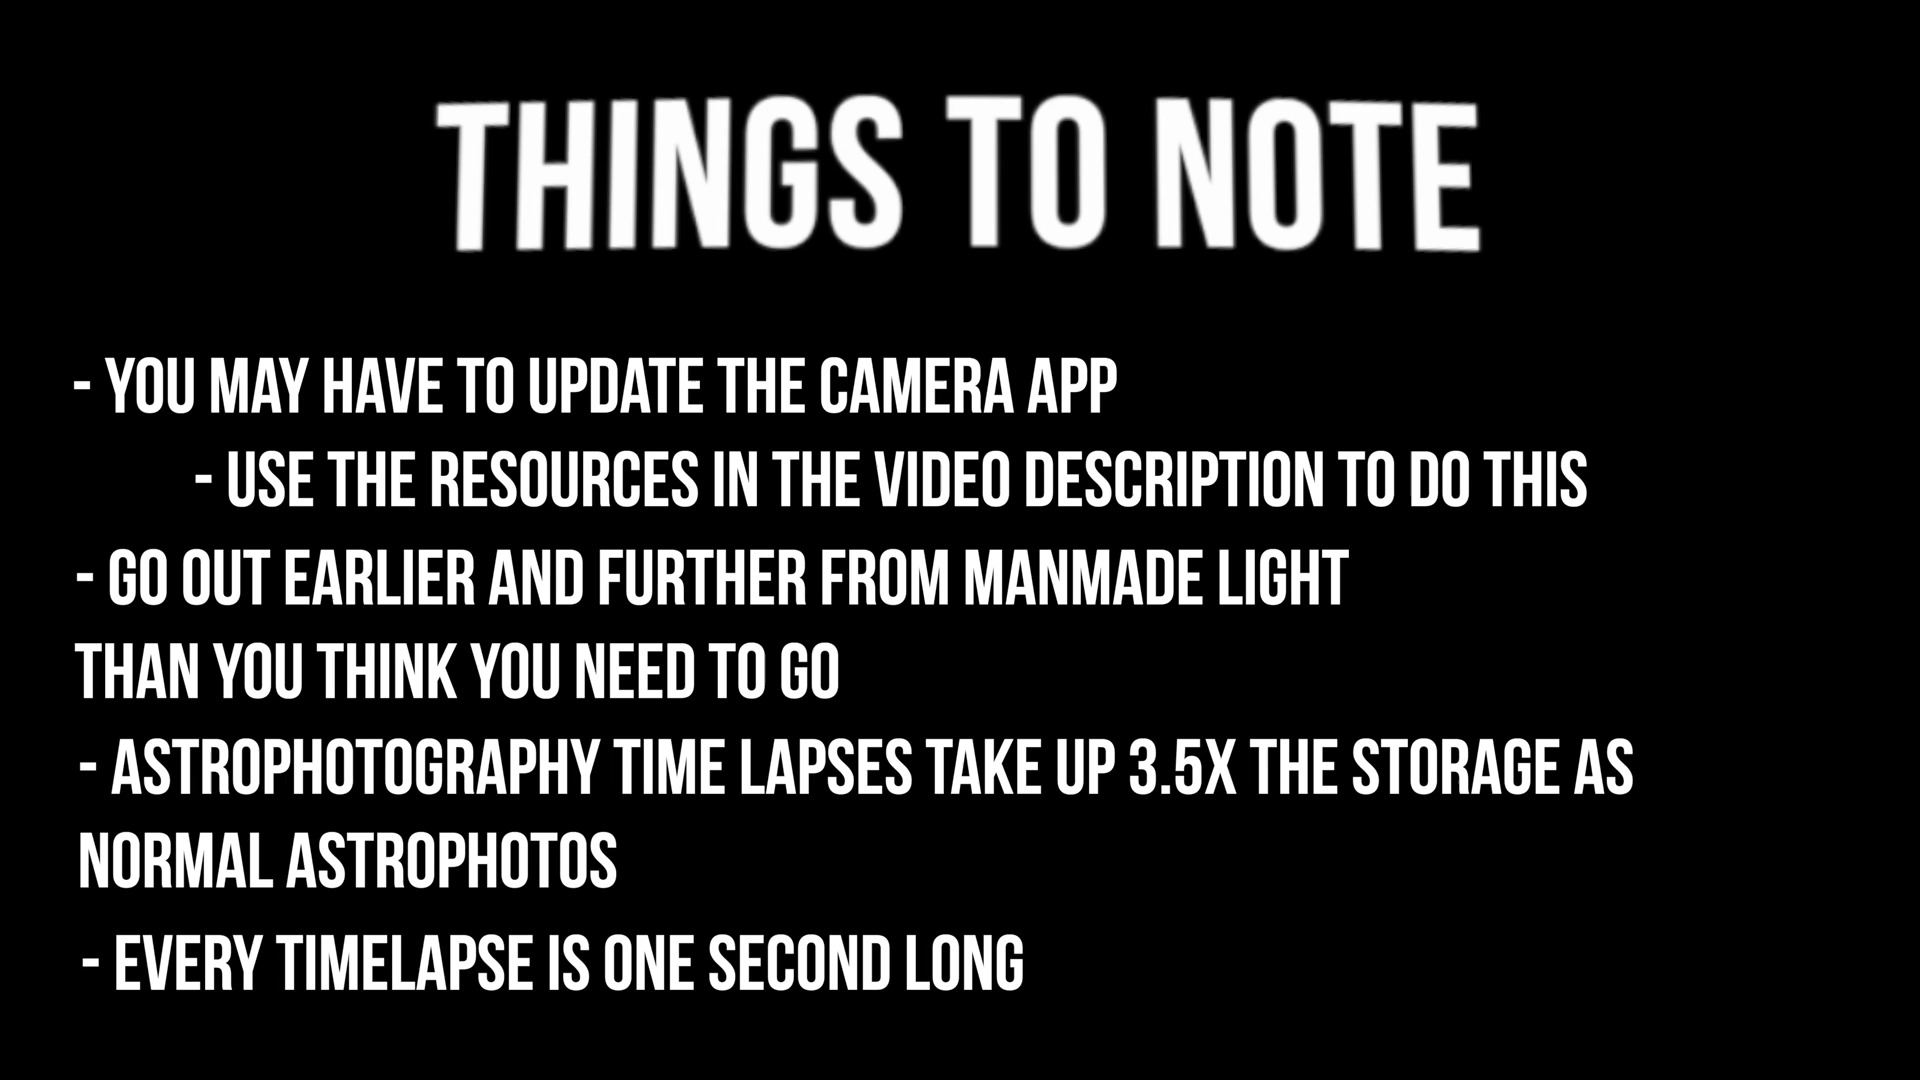 THINGS TO NOTE
- YOU MAY HAVE TO UPDATE THE CAMERA APP
- USE THE RESOURCES IN THE VIDEO DESCRIPTION TO DO THIS
- GO OUT EARLIER AND FURTHER FROM MANMADE LIGHT
THAN YOU THINK YOU NEED TO GO
- ASTROPHOTOGRAPHY TIME LAPSES TAKE UP 3.5X THE STORAGE AS
NORMAL ASTROPHOTOS
- EVERY TIMELAPSE IS ONE SECOND LONG